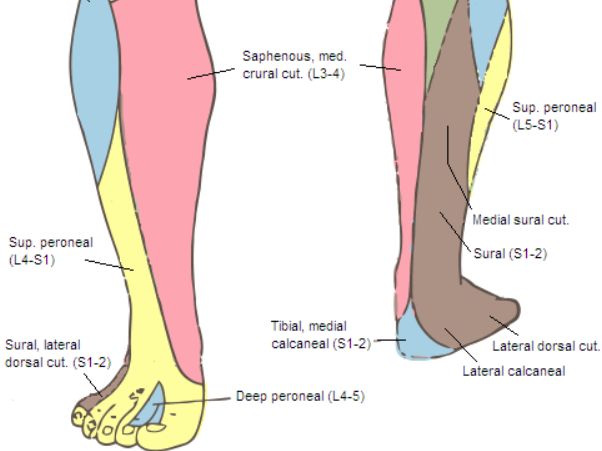 Saphenous, med.
crural cut. (L3-4)
Sup. peroneal
(L5-S1)
Medial sural cut.
Sup. peroneal
(L4-S1)
Sural (S1-2)
Tibial, medial
calcaneal (S1-2)
Sural, lateral
dorsal cut. (S1-2)
Lateral dorsal cut.
Lateral calcaneal
Deep peroneal (L4-5)